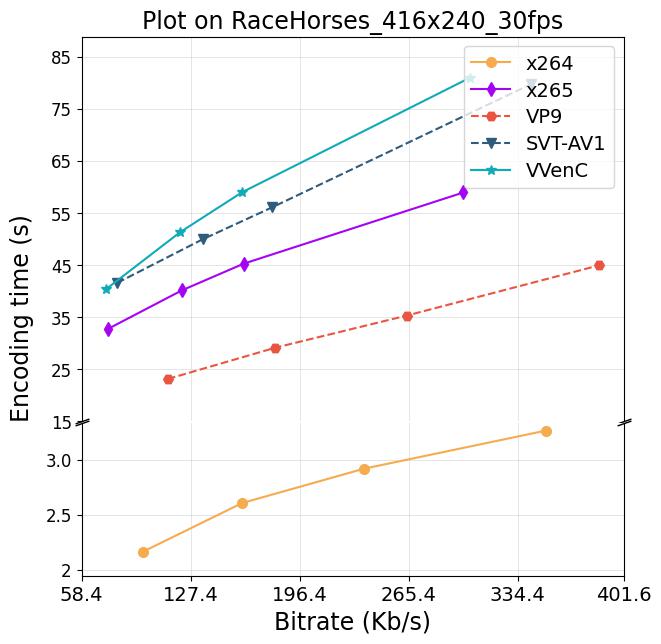 Plot on RaceHorses_416x240_30fps
x264
x265
VP9
SVT-AV1
VVenC
Encoding time (s)
85
75
65
55
45
35
25
15
3.0
2.5
2
58.4 127.4 196.4 265.4 334.4 401.6
Bitrate (Kb/s)